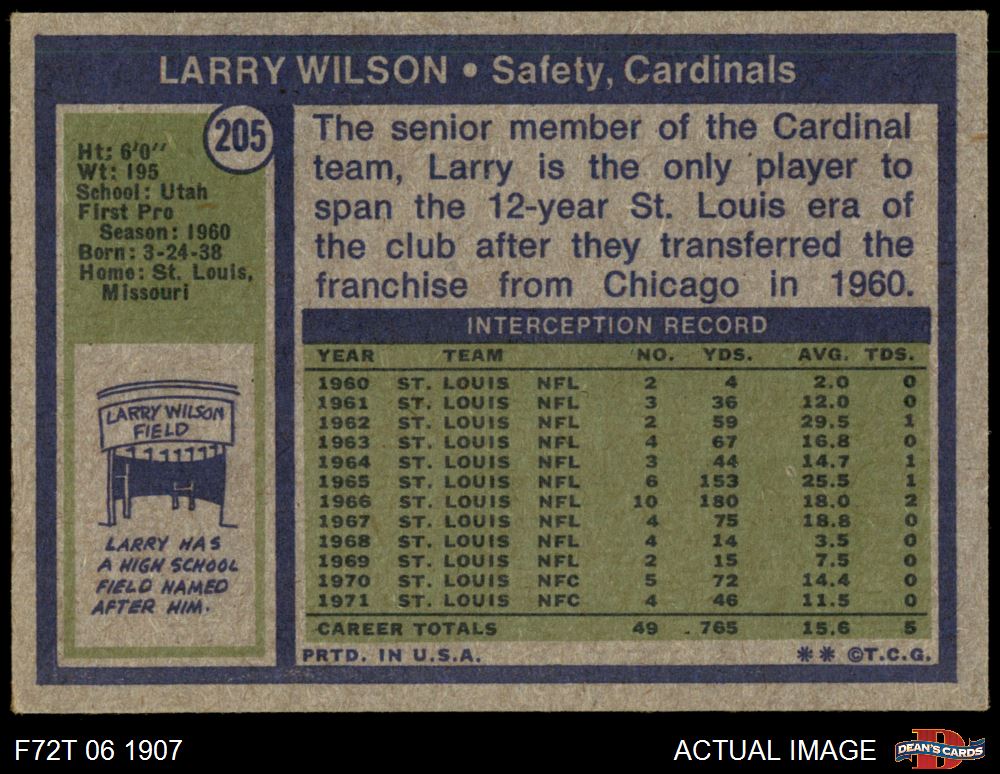 LARRY WILSON • Safety, Cardinals
205
Ht: 6'0''
Wt: 195
School: Utah
First Pro
Season: 1960
Born: 3-24-38
Home: St. Louis,
Missouri
LARRY WILSON
FIELD
LARRY HAS
A HIGH SCHOOL
FIELD NAMED
AFTER HIM.
The senior member of the Cardinal
team, Larry is the only player to
span the 12-year St. Louis era of
the club after they transferred the
franchise from Chicago in 1960.
INTERCEPTION RECORD
YEAR TEAM NO. YDS. AVG. TDS.
1960 ST. LOUIS NFL 2 4 2.0 0
1961 ST. LOUIS NFL 3 36 12.0 0
1962 ST. LOUIS NFL 2 59 29.5 1
1963 ST. LOUIS NFL 4 67 16.8 0
1964 ST. LOUIS NFL 3 44 14.7 1
1965 ST. LOUIS NFL 6 153 25.5 1
1966 ST. LOUIS NFL 10 180 18.0 2
1967 ST. LOUIS NFL 4 75 18.8 0
1968 ST. LOUIS NFL 4 14 3.5 0
1969 ST. LOUIS NFL 2 15 7.5 0
1970 ST. LOUIS NFC 5 72 14.4 0
1971 ST. LOUIS NFC 4 46 11.5 0
CAREER TOTALS 49 765 15.6 5
PRTD. IN U.S.A. ** ©T.C.G.
F72T 06 1907 ACTUAL IMAGE
DEAN'S CARDS